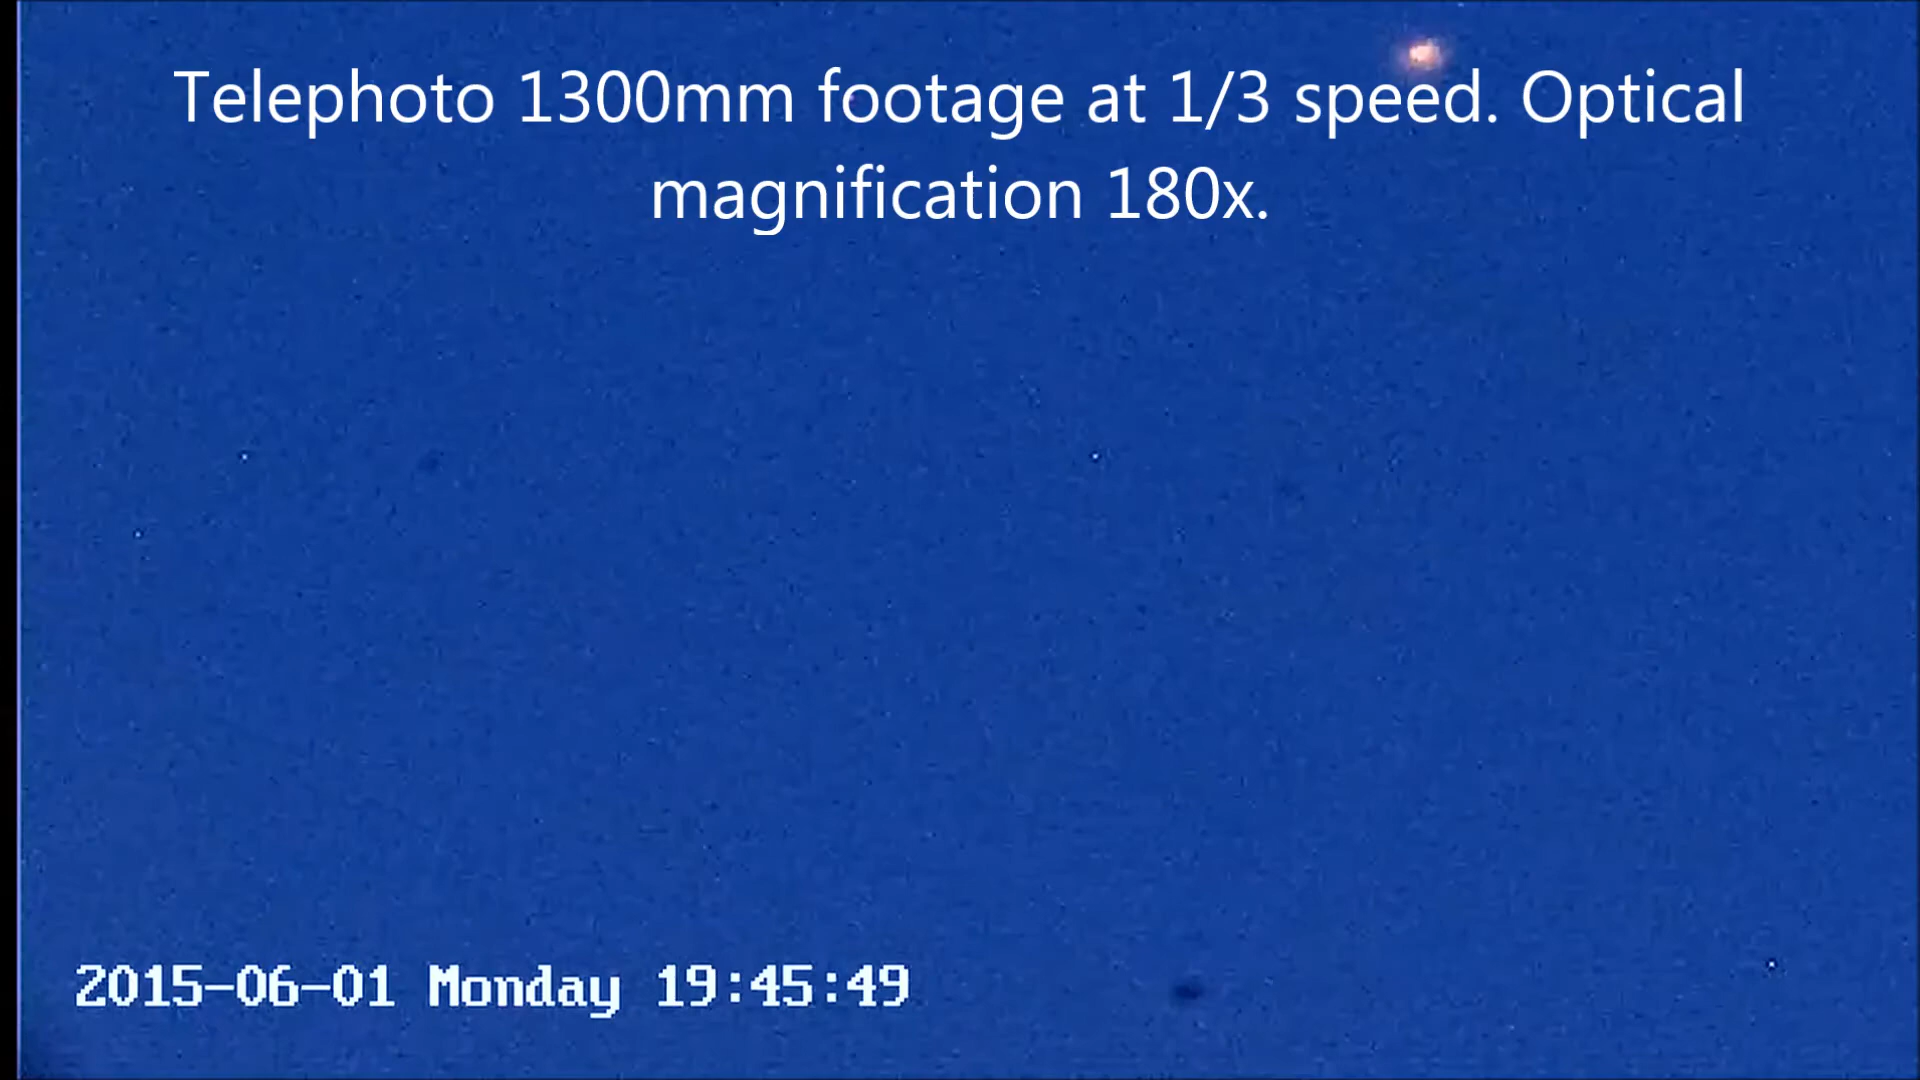 Telephoto 1300mm footage at 1/3 speed. Optical
magnification 180x.
2015-06-01 Monday 19:45:49